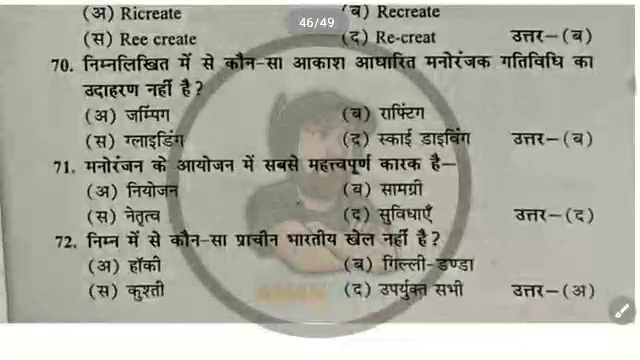 (अ) Ricreate (ब) Recreate
46/49
(स) Ree create (द) Re-creat उत्तर–(ब)
70. निम्नलिखित में से कौन-सा आकाश आधारित मनोरंजक गतिविधि का
उदाहरण नहीं है?
(अ) जम्पिंग (ब) राफ्टिंग
(स) ग्लाइडिंग (द) स्काई डाइविंग उत्तर–(ब)
71. मनोरंजन के आयोजन में सबसे महत्त्वपूर्ण कारक है–
(अ) नियोजन (ब) सामग्री
(स) नेतृत्व (द) सुविधाएँ उत्तर–(द)
72. निम्न में से कौन-सा प्राचीन भारतीय खेल नहीं है?
(अ) हॉकी (ब) गिल्ली-डण्डा
(स) कुश्ती (द) उपर्युक्त सभी उत्तर–(अ)